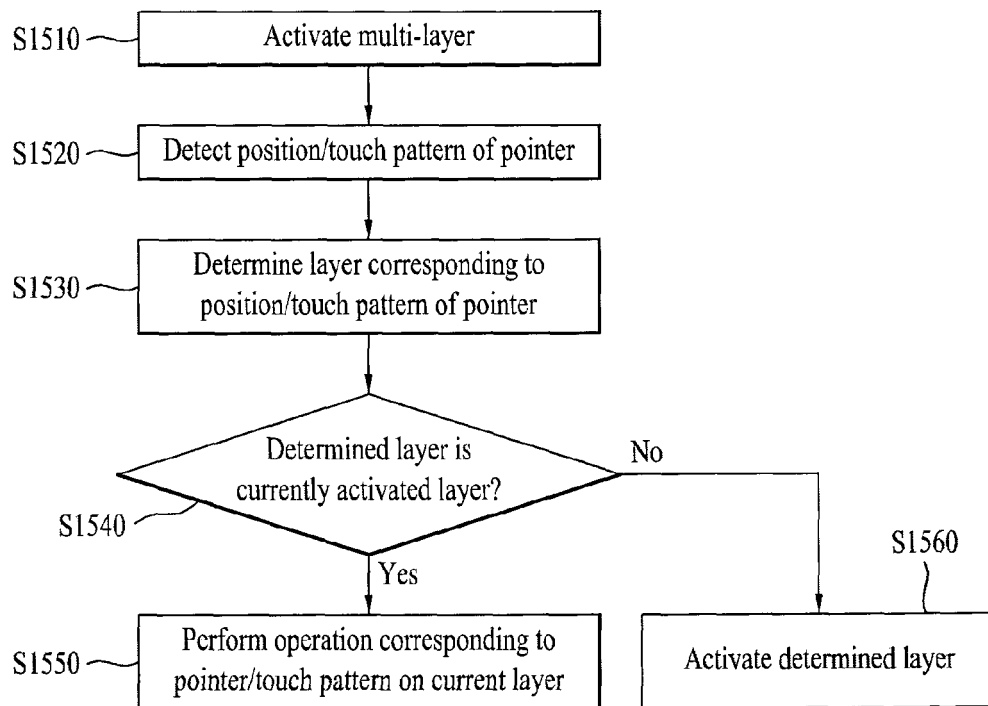 S1510
Activate multi-layer
S1520
Detect position/touch pattern of pointer
S1530
Determine layer corresponding to
position/touch pattern of pointer
Determined layer is
currently activated layer?
No
S1540
Yes
S1560
S1550
Perform operation corresponding to
pointer/touch pattern on current layer
Activate determined layer